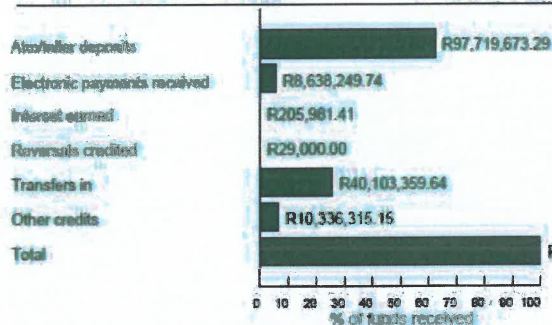 Atm/teller deposits R97,719,673.29
Electronic payments received R8,638,249.74
Interest earned R205,981.41
Reversals credited R29,000.00
Transfers in R40,103,359.64
Other credits R10,336,315.15
Total R
0 10 20 30 40 50 60 70 80 90 100
% of funds received